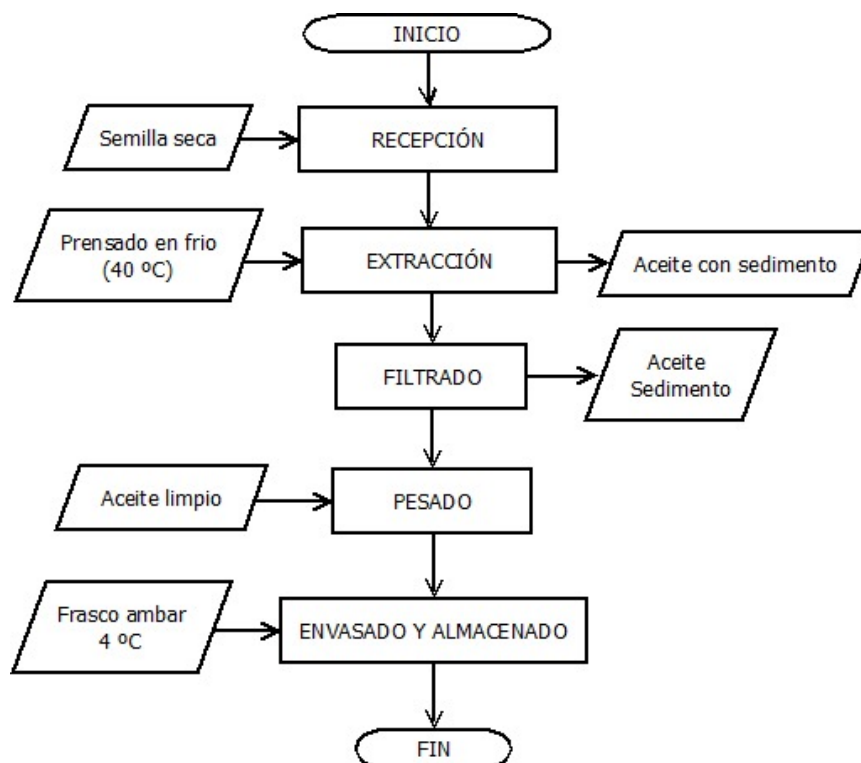 INICIO
Semilla seca
RECEPCIÓN
Prensado en frio
(40 ºC)
EXTRACCIÓN
Aceite con sedimento
FILTRADO
Aceite
Sedimento
Aceite limpio
PESADO
Frasco ambar
4 ºC
ENVASADO Y ALMACENADO
FIN